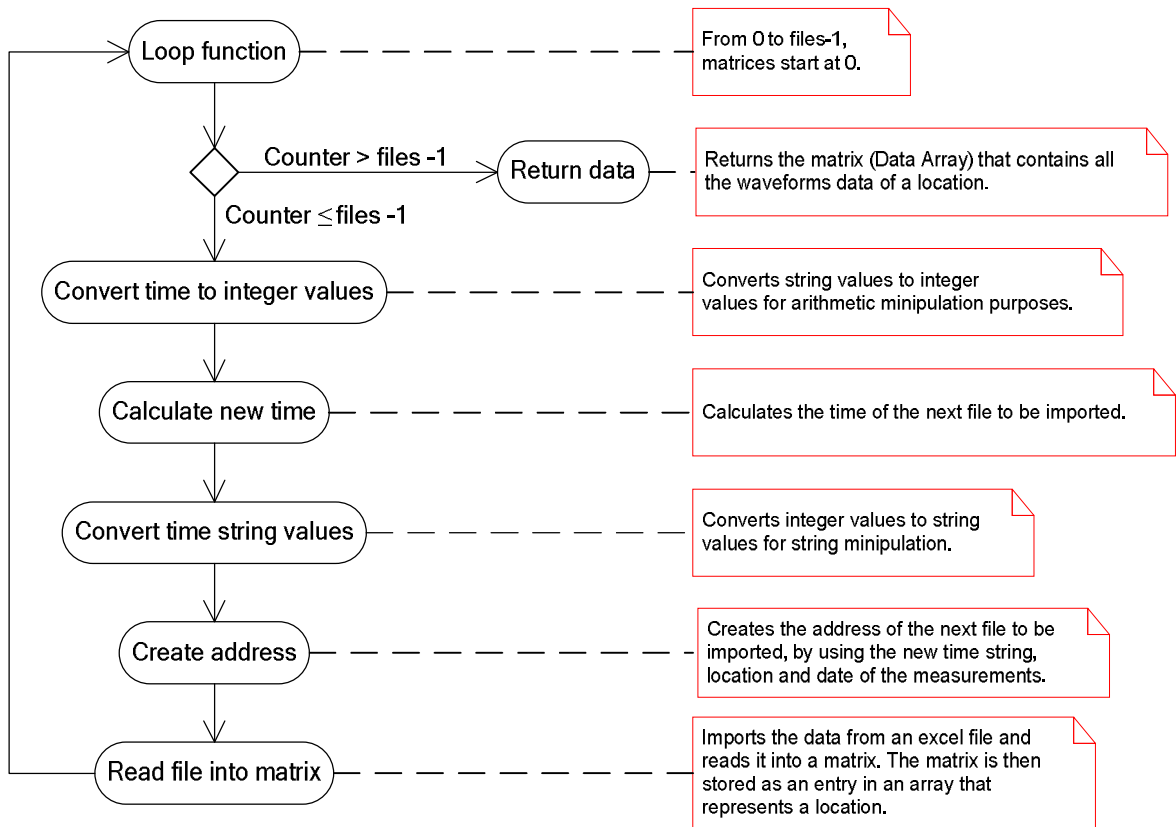 Loop function
From 0 to files-1,
matrices start at 0.
Counter > files -1
Return data
Returns the matrix (Data Array) that contains all
the waveforms data of a location.
Counter ≤ files -1
Convert time to integer values
Converts string values to integer
values for arithmetic minipulation purposes.
Calculate new time
Calculates the time of the next file to be imported.
Convert time string values
Converts integer values to string
values for string minipulation.
Create address
Creates the address of the next file to be
imported, by using the new time string,
location and date of the measurements.
Read file into matrix
Imports the data from an excel file and
reads it into a matrix. The matrix is then
stored as an entry in an array that
represents a location.